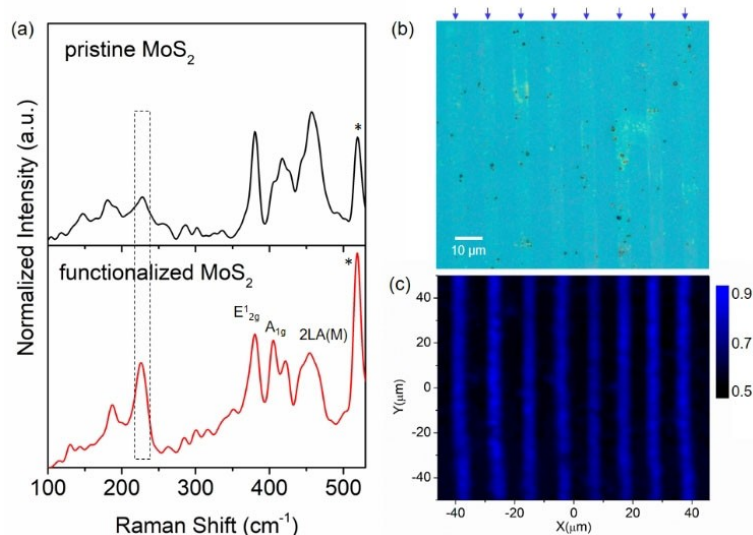 (a)
pristine MoS₂
*
functionalized MoS₂
*
E¹₂g
A₁g
2LA(M)
Normalized Intensity (a.u.)
100 200 300 400 500
Raman Shift (cm⁻¹)
(b)
10 μm
(c)
40
20
0
-20
-40
Y(μm)
-40 -20 0 20 40
X(μm)
0.9
0.7
0.5